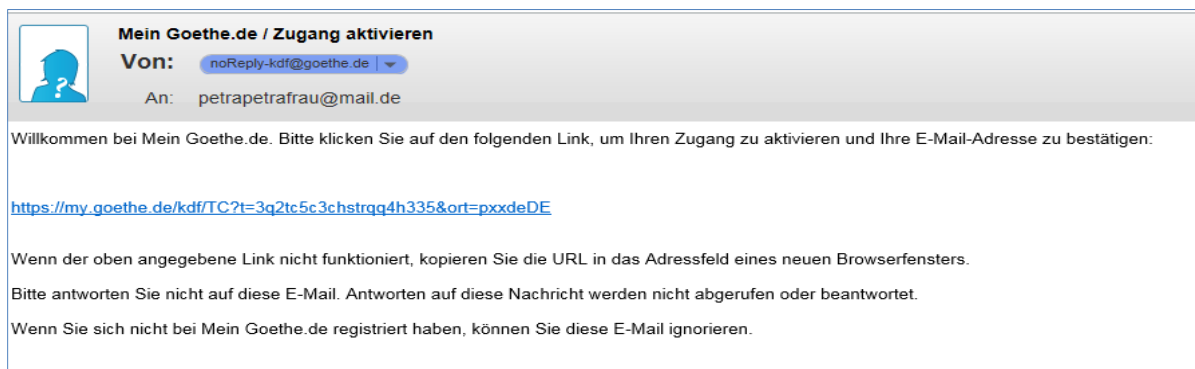 Mein Goethe.de / Zugang aktivieren
Von: noReply-kdf@goethe.de
An: petrapetrafrau@mail.de
Willkommen bei Mein Goethe.de. Bitte klicken Sie auf den folgenden Link, um Ihren Zugang zu aktivieren und Ihre E-Mail-Adresse zu bestätigen:
https://my.goethe.de/kdf/TC?t=3q2tc5c3chstrqq4h335&ort=pxxdeDE
Wenn der oben angegebene Link nicht funktioniert, kopieren Sie die URL in das Adressfeld eines neuen Browserfensters.
Bitte antworten Sie nicht auf diese E-Mail. Antworten auf diese Nachricht werden nicht abgerufen oder beantwortet.
Wenn Sie sich nicht bei Mein Goethe.de registriert haben, können Sie diese E-Mail ignorieren.